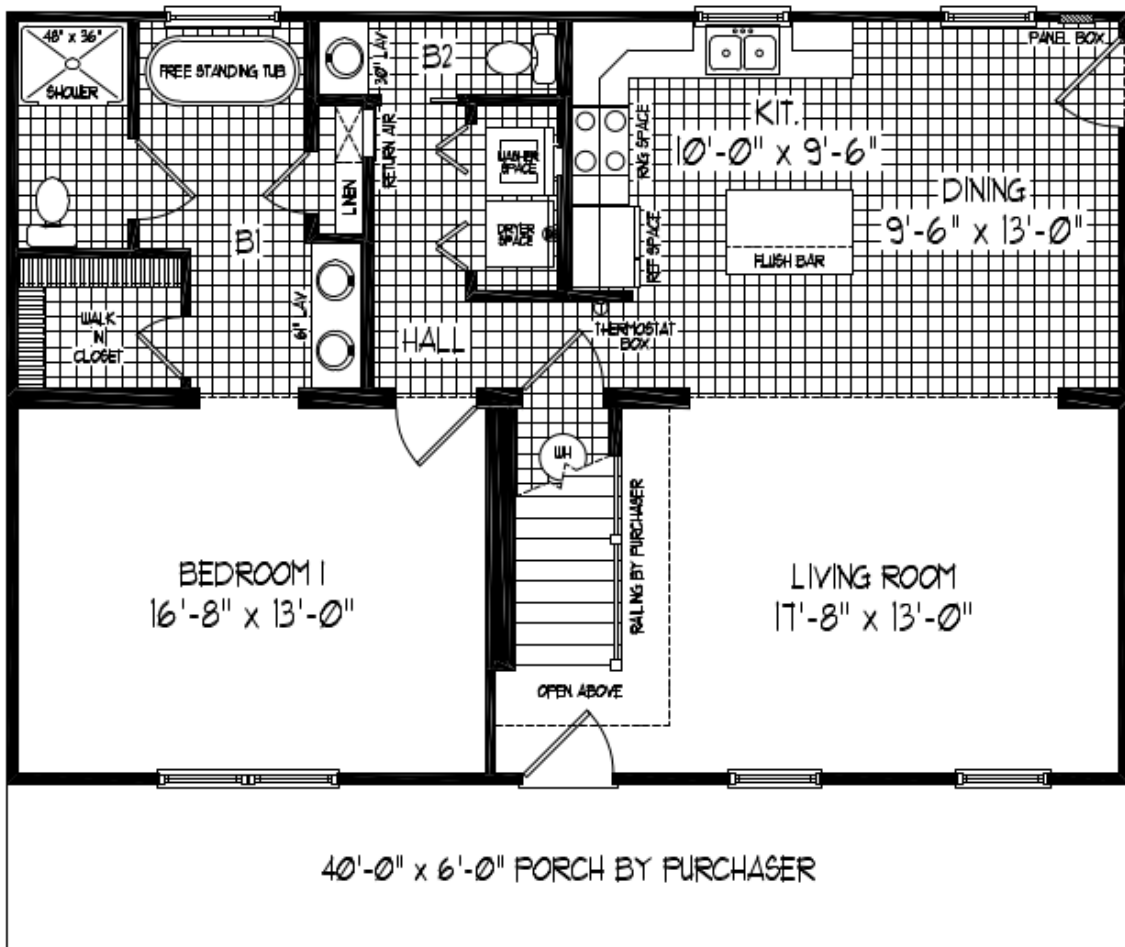 48" x 36"
SHOWER
FREE STANDING TUB
30" LAV
B2
PANEL BOX
RETURN AIR
LINEN
WASHER
SPACE
DRYER
SPACE
RNG SPACE
REF SPACE
KIT.
10'-0" x 9'-6"
DINING
9'-6" x 13'-0"
FLUSH BAR
B1
61" LAV
WALK
IN
CLOSET
HALL
THERMOSTAT
BOX
WH
RAILING BY PURCHASER
BEDROOM 1
16'-8" x 13'-0"
LIVING ROOM
17'-8" x 13'-0"
OPEN ABOVE
40'-0" x 6'-0" PORCH BY PURCHASER